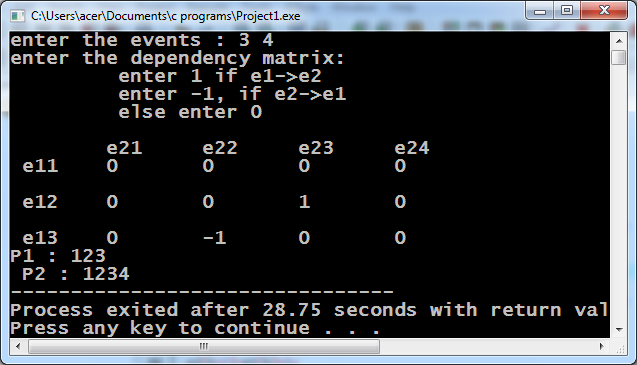 C:\Users\acer\Documents\c programs\Project1.exe
enter the events : 3 4
enter the dependency matrix:
enter 1 if e1->e2
enter -1, if e2->e1
else enter 0
e21 e22 e23 e24
e11 0 0 0 0
e12 0 0 1 0
e13 0 -1 0 0
P1 : 123
P2 : 1234
--------------------------------
Process exited after 28.75 seconds with return val
Press any key to continue . . .